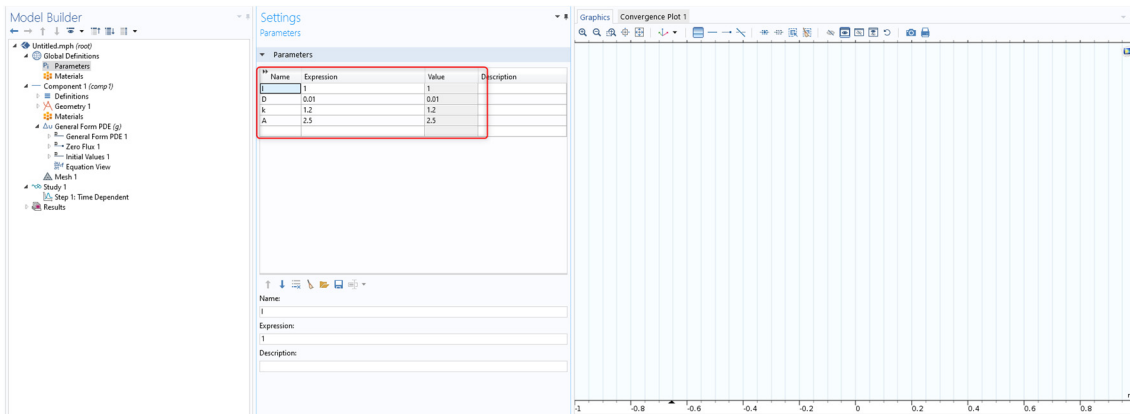 Model Builder
Untitled.mph (root)
Global Definitions
Pi Parameters
Materials
Component 1 (comp1)
Definitions
Geometry 1
Materials
Δu General Form PDE (g)
General Form PDE 1
Zero Flux 1
Initial Values 1
Equation View
Mesh 1
Study 1
Step 1: Time Dependent
Results
Settings
Parameters
Parameters
Name Expression Value Description
l 1 1
D 0.01 0.01
k 1.2 1.2
A 2.5 2.5
Name:
l
Expression:
1
Description:
Graphics Convergence Plot 1
-1 -0.8 -0.6 -0.4 -0.2 0 0.2 0.4 0.6 0.8